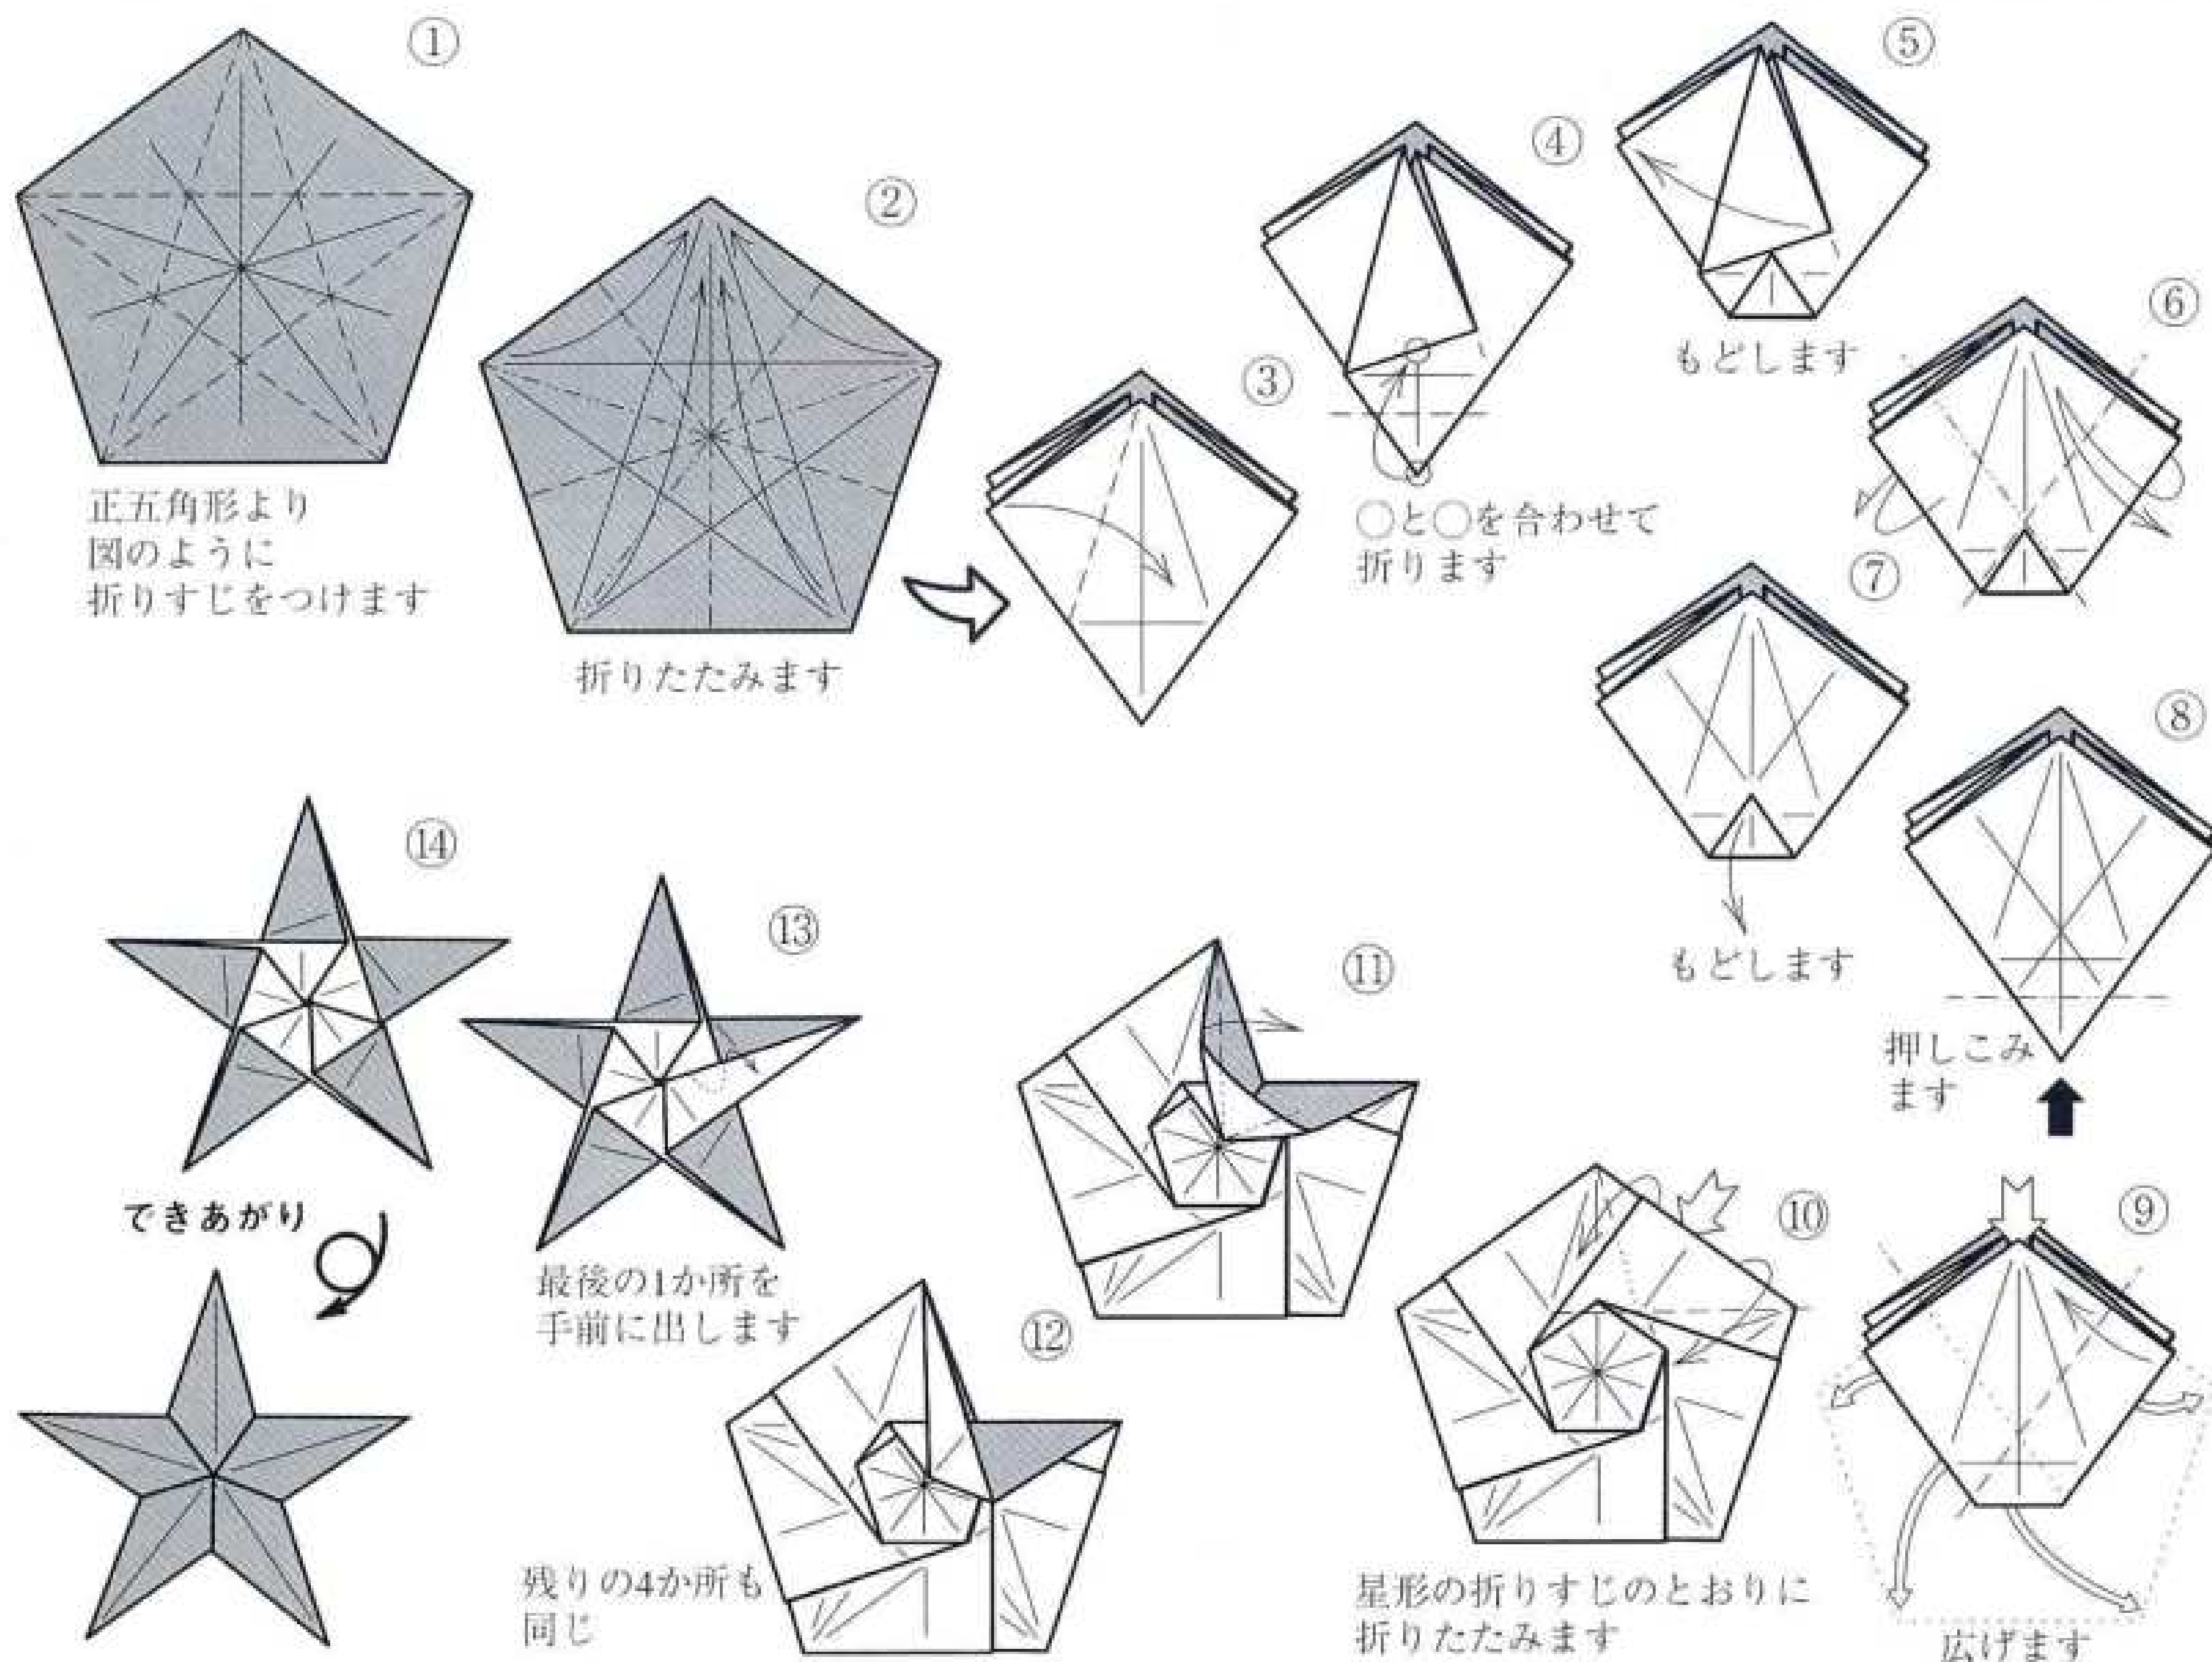 ①
正五角形より
図のように
折りすじをつけます
②
折りたたみます
③
④
○と○を合わせて
折ります
⑤
もどします
⑥
⑦
もどします
⑧
押しこみ
ます
⑨
広げます
⑩
星形の折りすじのとおりに
折りたたみます
⑪
⑫
残りの4か所も
同じ
⑬
最後の1か所を
手前に出します
⑭
できあがり